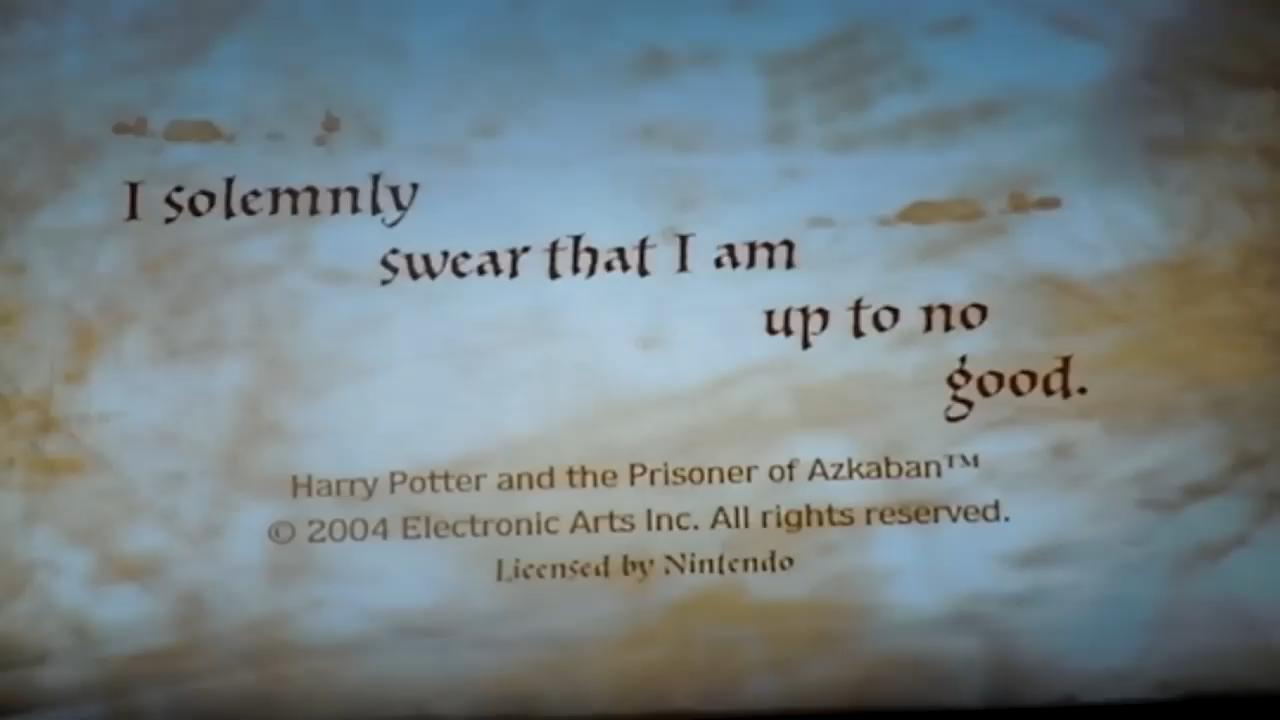 I solemnly
swear that I am
up to no
good.
Harry Potter and the Prisoner of Azkaban™
© 2004 Electronic Arts Inc. All rights reserved.
Licensed by Nintendo